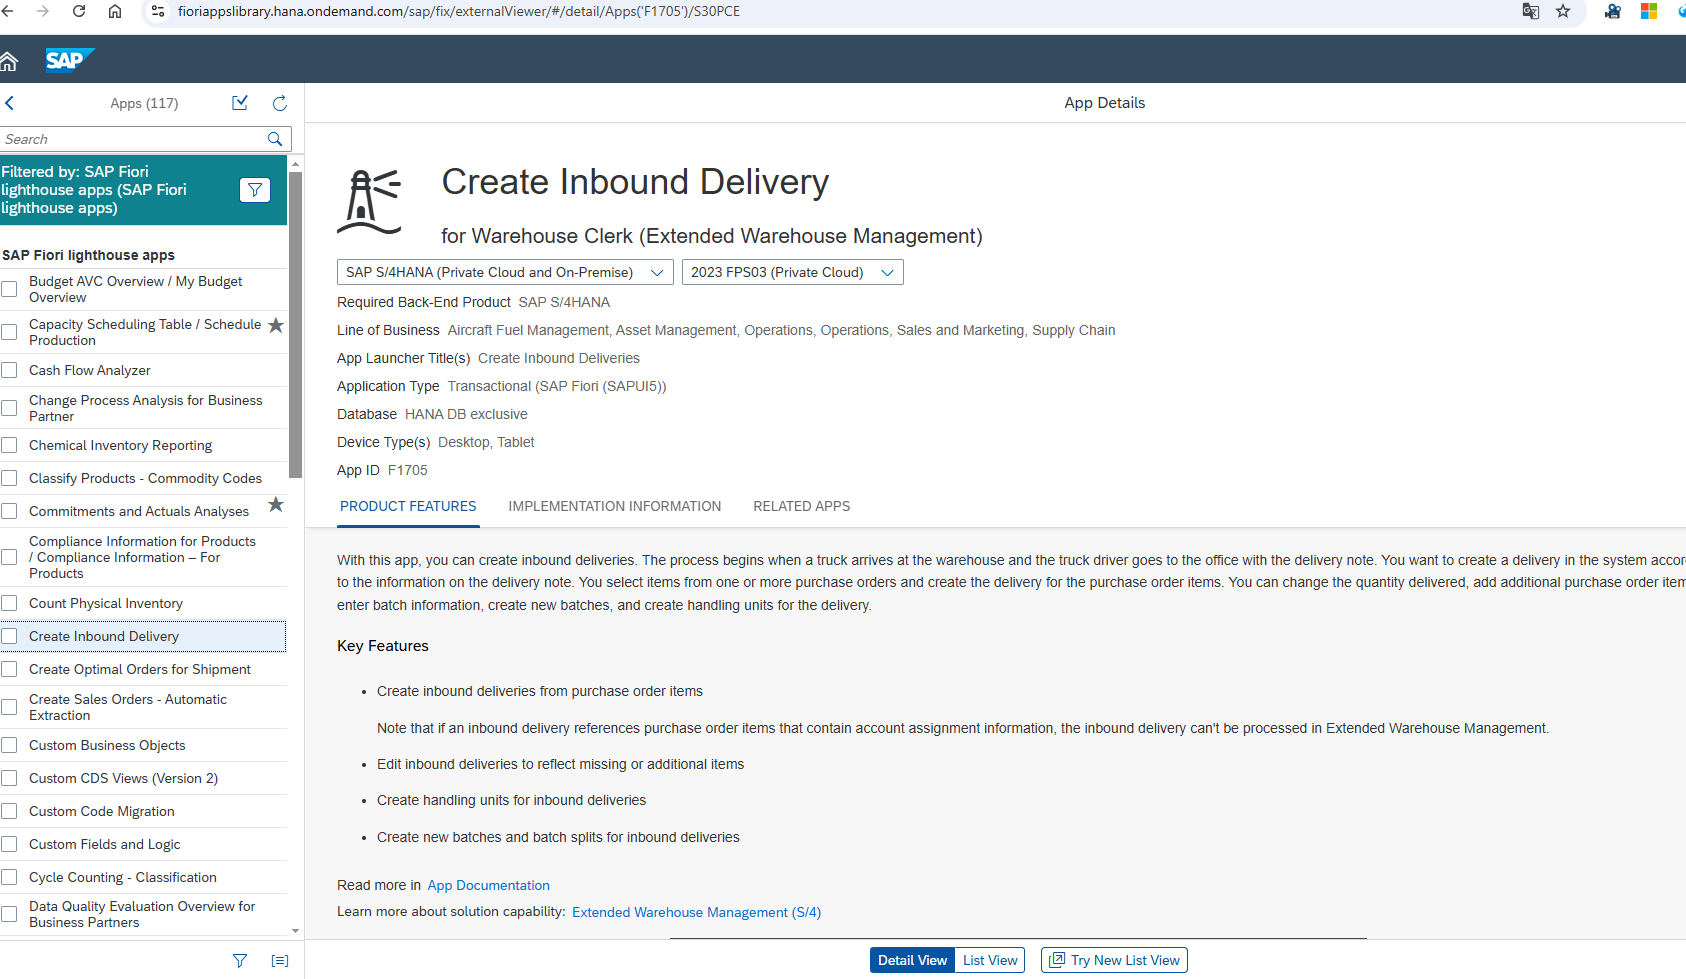 fioriappslibrary.hana.ondemand.com/sap/fix/externalViewer/#/detail/Apps('F1705')/S30PCE
SAP
Apps (117)
Search
Filtered by: SAP Fiori
lighthouse apps (SAP Fiori
lighthouse apps)
SAP Fiori lighthouse apps
Budget AVC Overview / My Budget
Overview
Capacity Scheduling Table / Schedule
Production
Cash Flow Analyzer
Change Process Analysis for Business
Partner
Chemical Inventory Reporting
Classify Products - Commodity Codes
Commitments and Actuals Analyses
Compliance Information for Products
/ Compliance Information – For
Products
Count Physical Inventory
Create Inbound Delivery
Create Optimal Orders for Shipment
Create Sales Orders - Automatic
Extraction
Custom Business Objects
Custom CDS Views (Version 2)
Custom Code Migration
Custom Fields and Logic
Cycle Counting - Classification
Data Quality Evaluation Overview for
Business Partners
App Details
Create Inbound Delivery
for Warehouse Clerk (Extended Warehouse Management)
SAP S/4HANA (Private Cloud and On-Premise)
2023 FPS03 (Private Cloud)
Required Back-End Product SAP S/4HANA
Line of Business Aircraft Fuel Management, Asset Management, Operations, Operations, Sales and Marketing, Supply Chain
App Launcher Title(s) Create Inbound Deliveries
Application Type Transactional (SAP Fiori (SAPUI5))
Database HANA DB exclusive
Device Type(s) Desktop, Tablet
App ID F1705
PRODUCT FEATURES IMPLEMENTATION INFORMATION RELATED APPS
With this app, you can create inbound deliveries. The process begins when a truck arrives at the warehouse and the truck driver goes to the office with the delivery note. You want to create a delivery in the system accor
to the information on the delivery note. You select items from one or more purchase orders and create the delivery for the purchase order items. You can change the quantity delivered, add additional purchase order item
enter batch information, create new batches, and create handling units for the delivery.
Key Features
• Create inbound deliveries from purchase order items
Note that if an inbound delivery references purchase order items that contain account assignment information, the inbound delivery can't be processed in Extended Warehouse Management.
• Edit inbound deliveries to reflect missing or additional items
• Create handling units for inbound deliveries
• Create new batches and batch splits for inbound deliveries
Read more in App Documentation
Learn more about solution capability: Extended Warehouse Management (S/4)
Detail View List View Try New List View